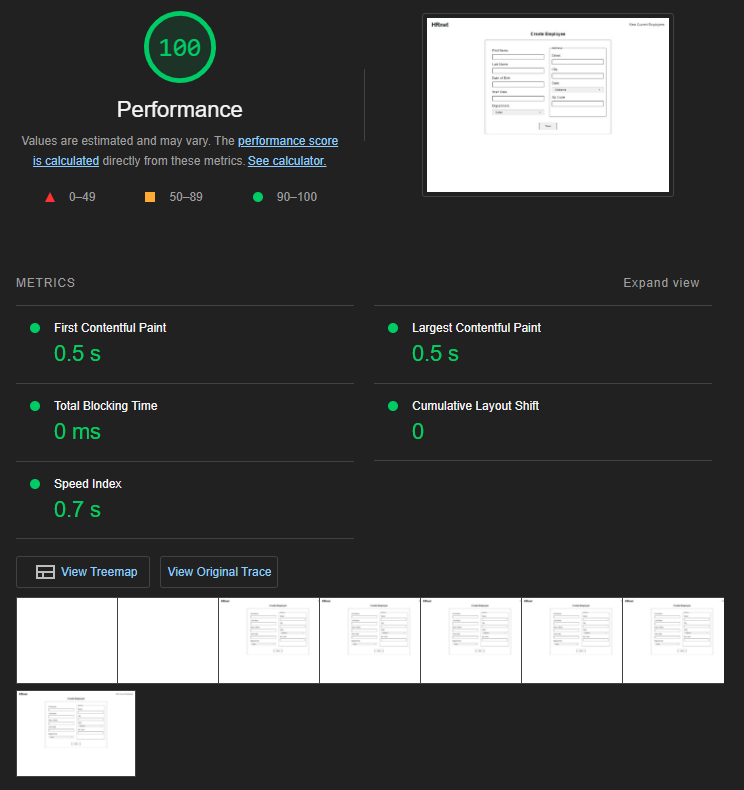 100
Performance
Values are estimated and may vary. The performance score
is calculated directly from these metrics. See calculator.
0–49
50–89
90–100
HRnet
View Current Employees
Create Employee
First Name
Last Name
Date of Birth
Start Date
Department
Street
City
State
Zip Code
METRICS
Expand view
First Contentful Paint
0.5 s
Largest Contentful Paint
0.5 s
Total Blocking Time
0 ms
Cumulative Layout Shift
0
Speed Index
0.7 s
View Treemap
View Original Trace